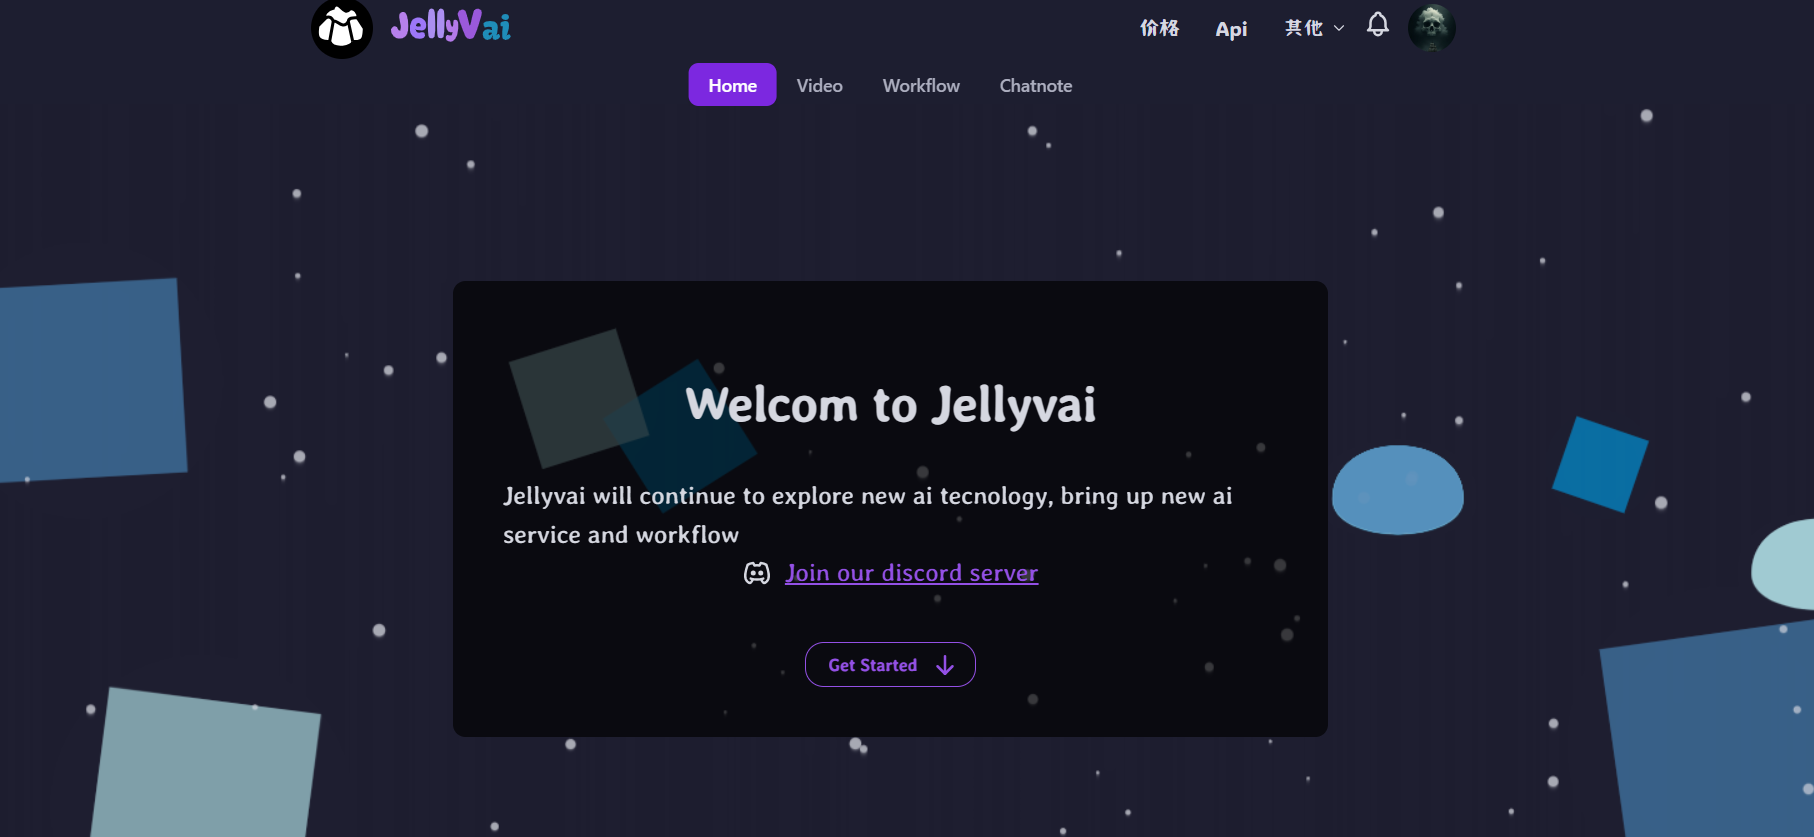 JellyVai
价格 Api 其他
Home Video Workflow Chatnote
Welcom to Jellyvai
Jellyvai will continue to explore new ai tecnology, bring up new ai
service and workflow
Join our discord server
Get Started